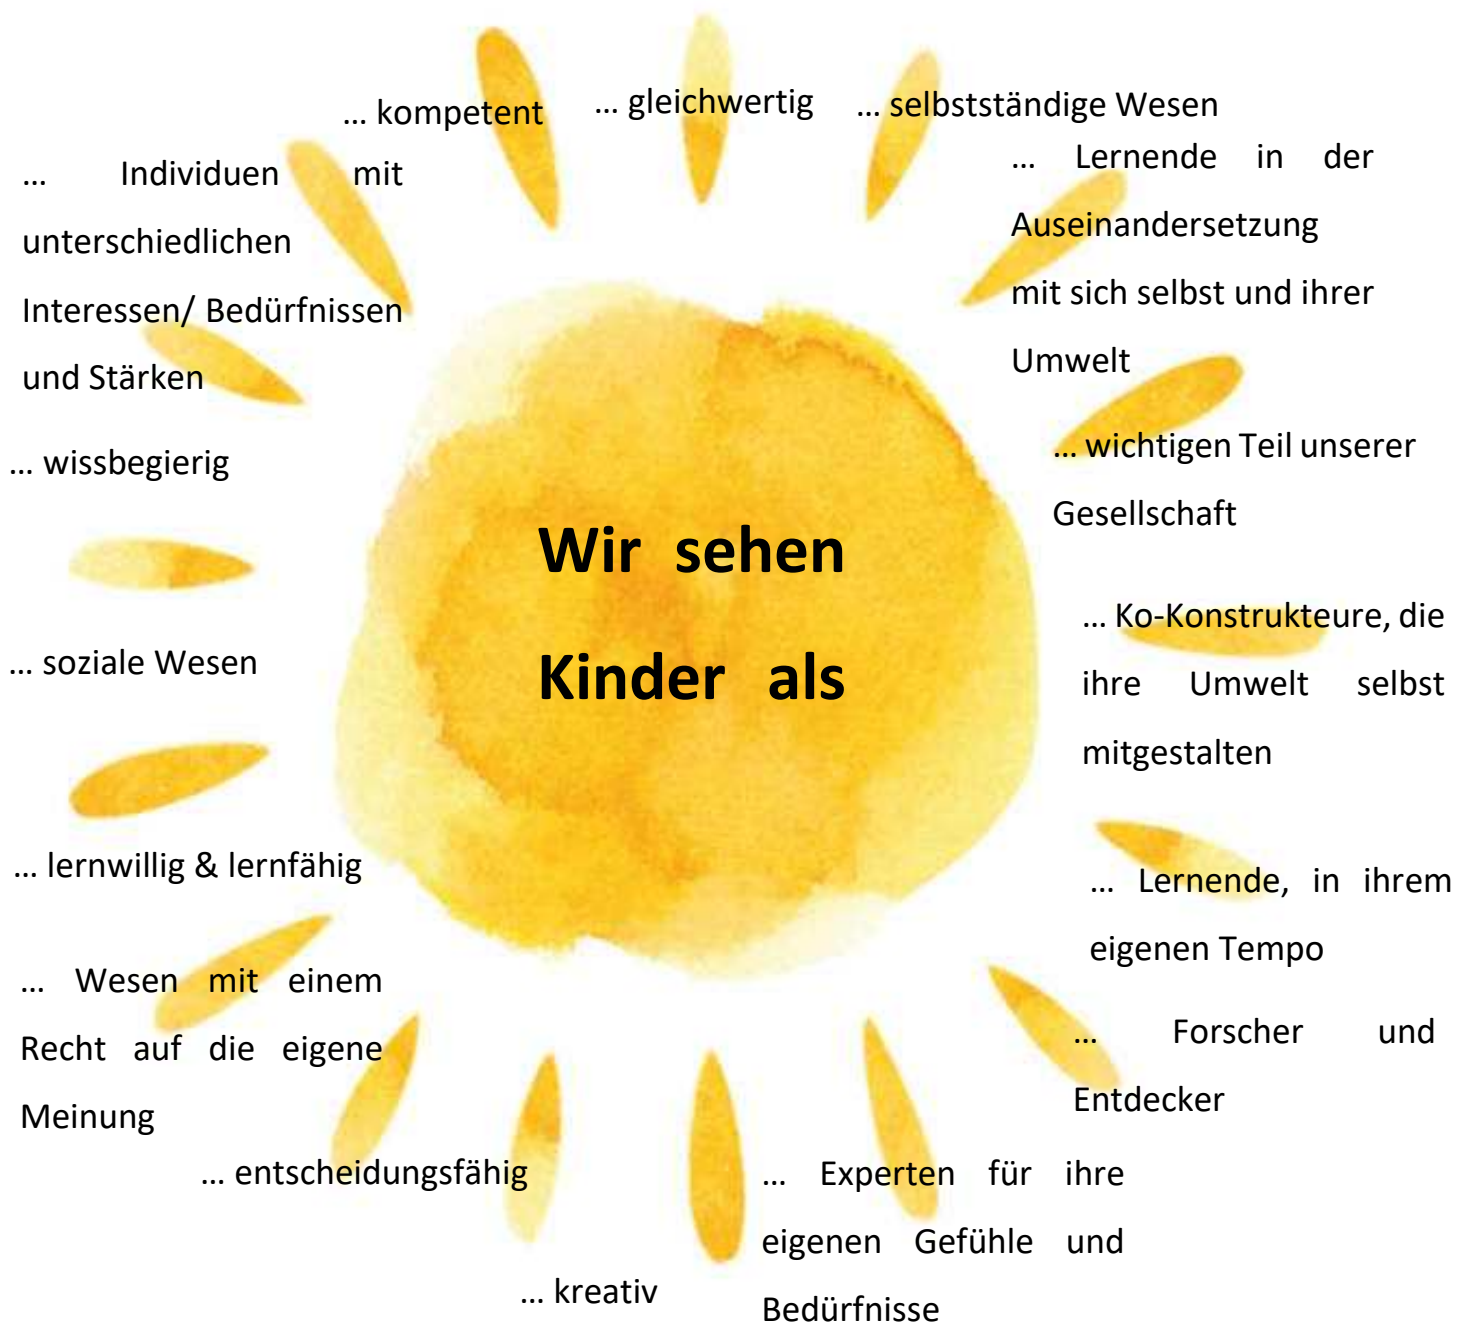 … kompetent
… gleichwertig
… selbstständige Wesen
… Lernende in der
Auseinandersetzung
mit sich selbst und ihrer
Umwelt
… wichtigen Teil unserer
Gesellschaft
… Ko-Konstrukteure, die
ihre Umwelt selbst
mitgestalten
… Lernende, in ihrem
eigenen Tempo
… Forscher und
Entdecker
… Experten für ihre
eigenen Gefühle und
Bedürfnisse
… kreativ
… entscheidungsfähig
… Wesen mit einem
Recht auf die eigene
Meinung
… lernwillig & lernfähig
… soziale Wesen
… wissbegierig
… Individuen mit
unterschiedlichen
Interessen/ Bedürfnissen
und Stärken
Wir sehen
Kinder als